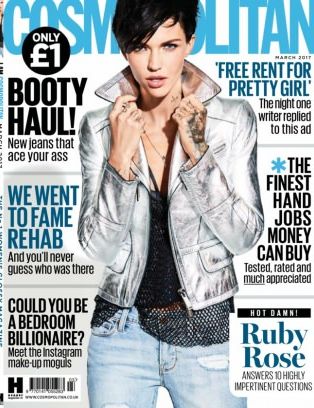 COSMOPOLITAN
ONLY
£1
MARCH 2017
BOOTY
HAUL!
New jeans that
ace your ass
WE WENT
TO FAME
REHAB
And you'll never
guess who was there
COULD YOU BE
A BEDROOM
BILLIONAIRE?
Meet the Instagram
make-up moguls
'FREE RENT FOR
PRETTY GIRL'
The night one
writer replied
to this ad
*THE
FINEST
HAND
JOBS
MONEY
CAN BUY
Tested, rated and
much appreciated
HOT DAMN!
Ruby
Rose
ANSWERS 10 HIGHLY
IMPERTINENT QUESTIONS
H
WWW.COSMOPOLITAN.CO.UK